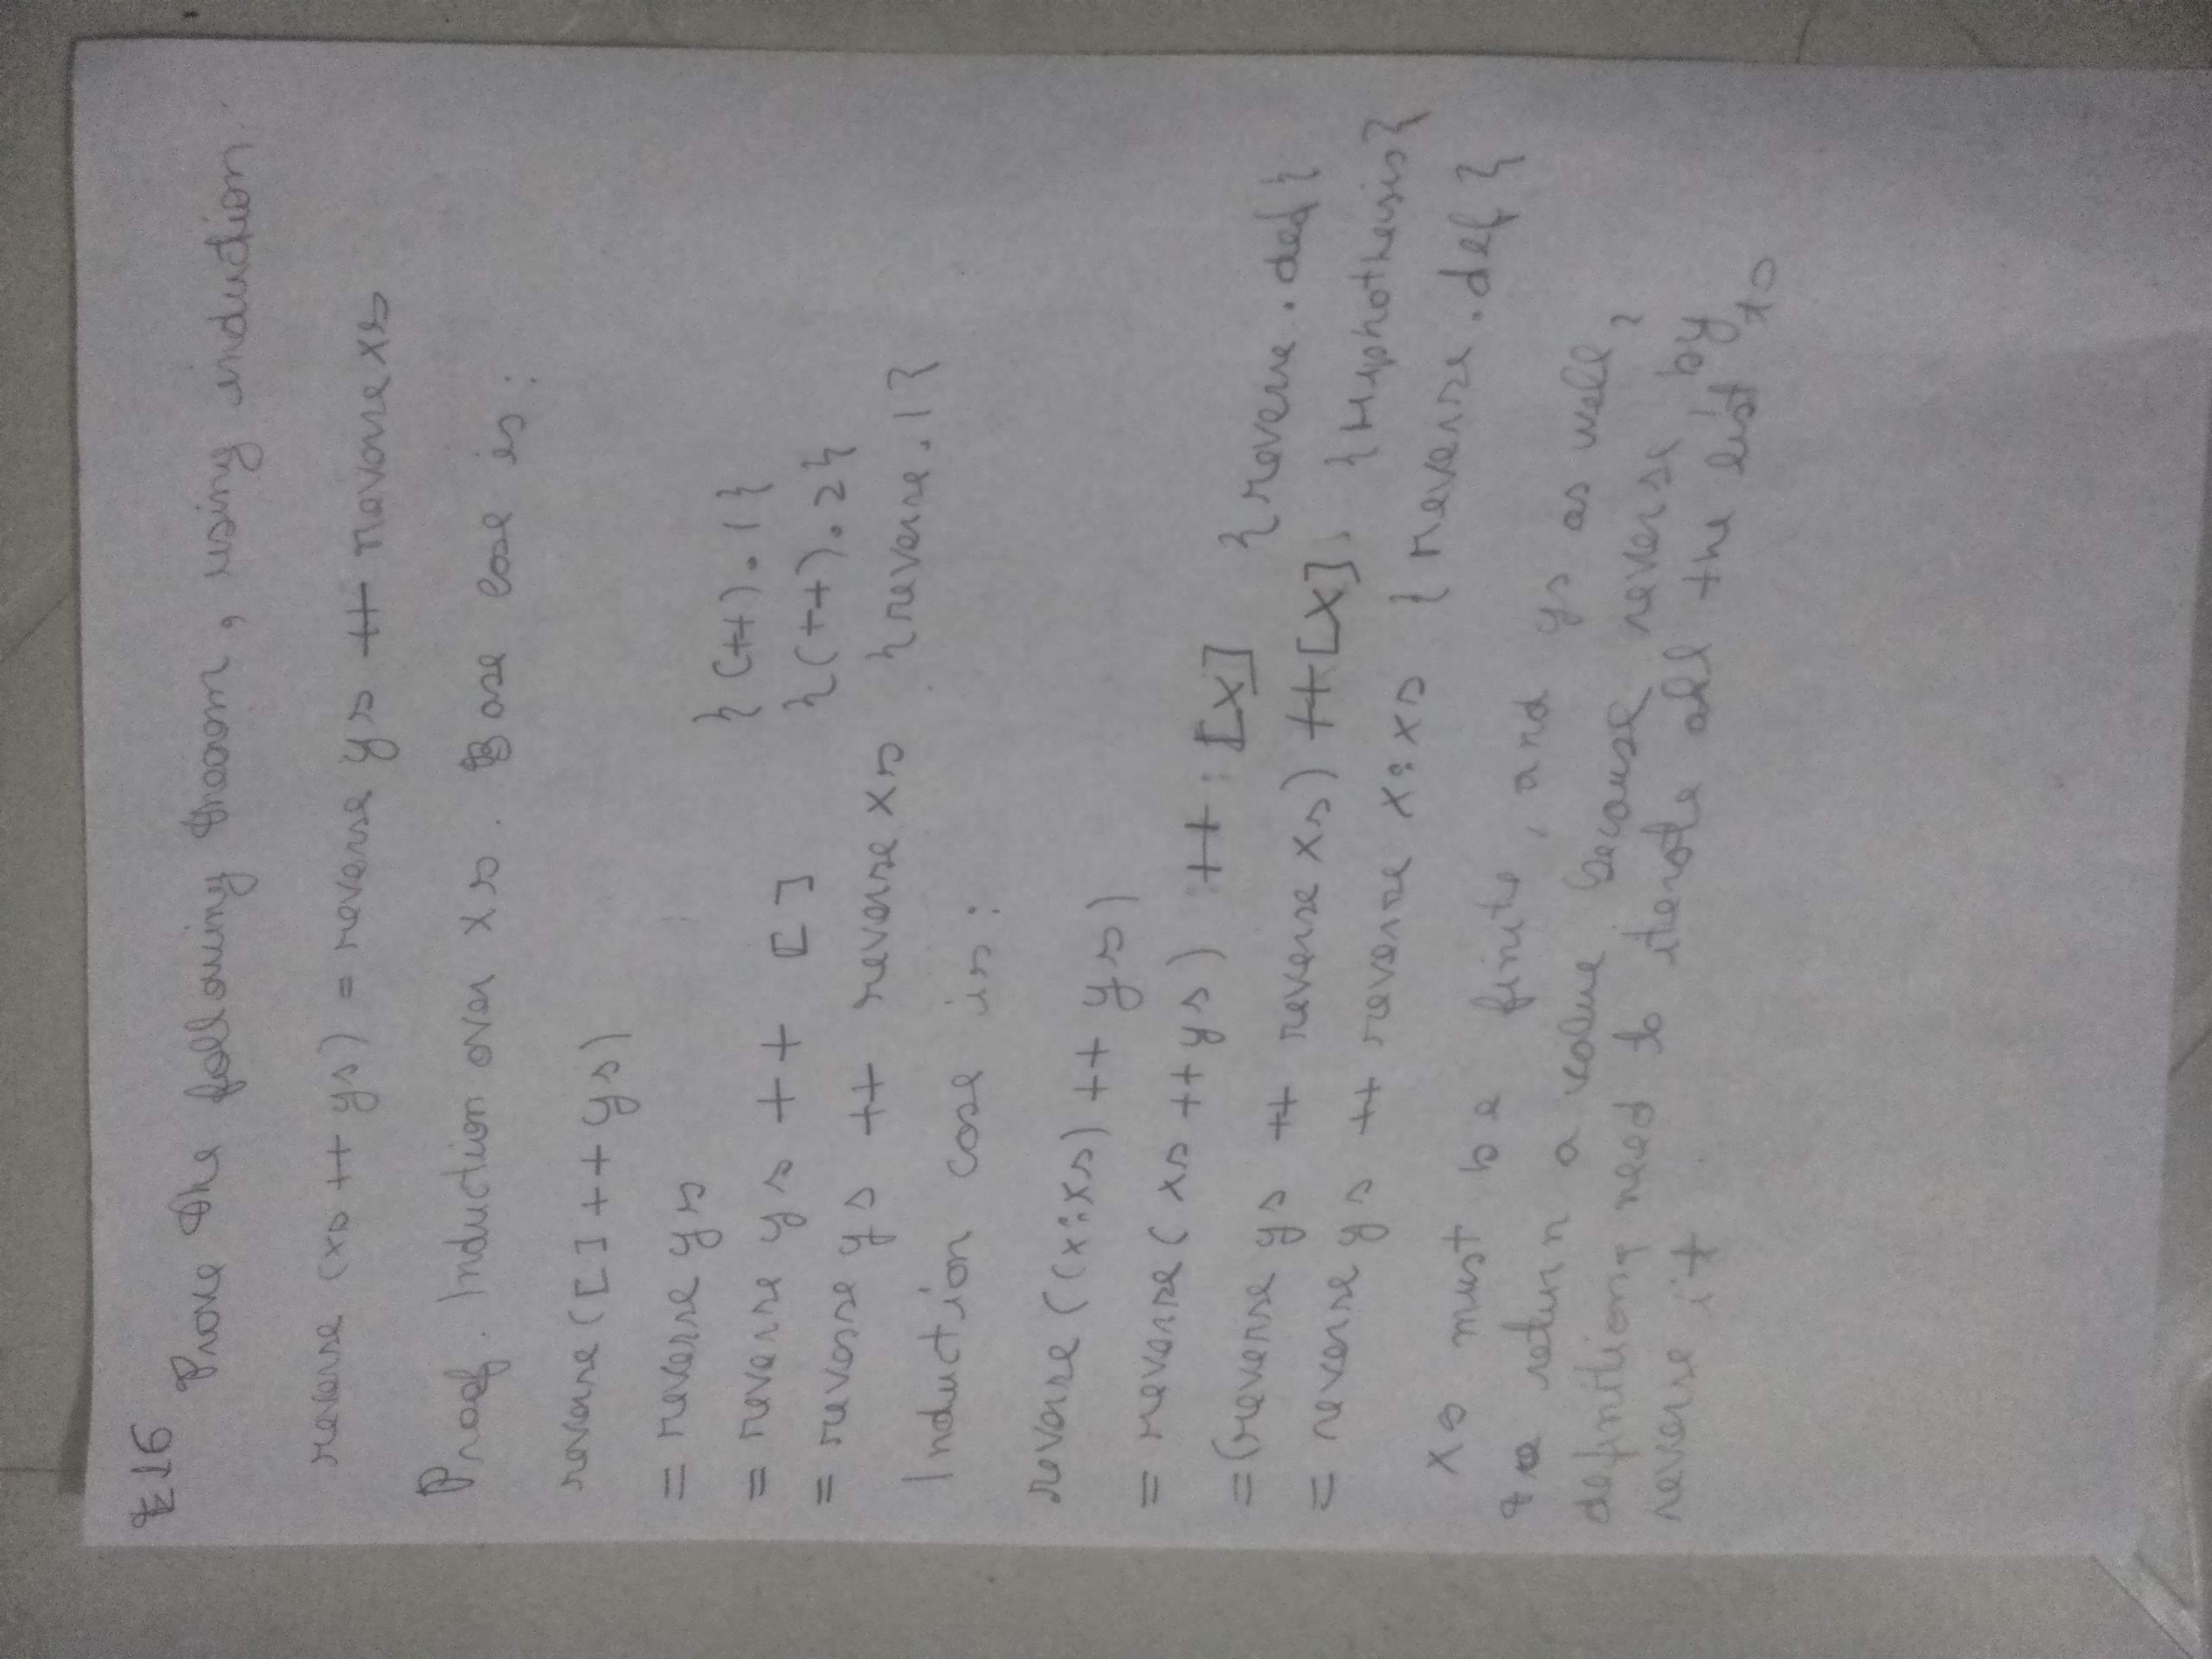 E16
Prove the following theorem, using induction
reverse (xs ++ ys) = reverse ys ++ reverse xs
Proof. Induction over xs. Base case is:
reverse([] ++ ys)
= reverse ys {(++).1}
= reverse ys ++ [] {(++).2}
= reverse ys ++ reverse xs {reverse.1}
Induction case is:
reverse ((x:xs) ++ ys)
= reverse(xs ++ ys) ++ [x] {reverse.def}
=(reverse ys ++ reverse xs) ++ [x]. {Hyphothesis}
= reverse ys ++ reverse x:xs {reverse.def}
xs must be finite, and ys as well,
to return a value because reverse, by
definition, need to iterate all the list to
reverse it.